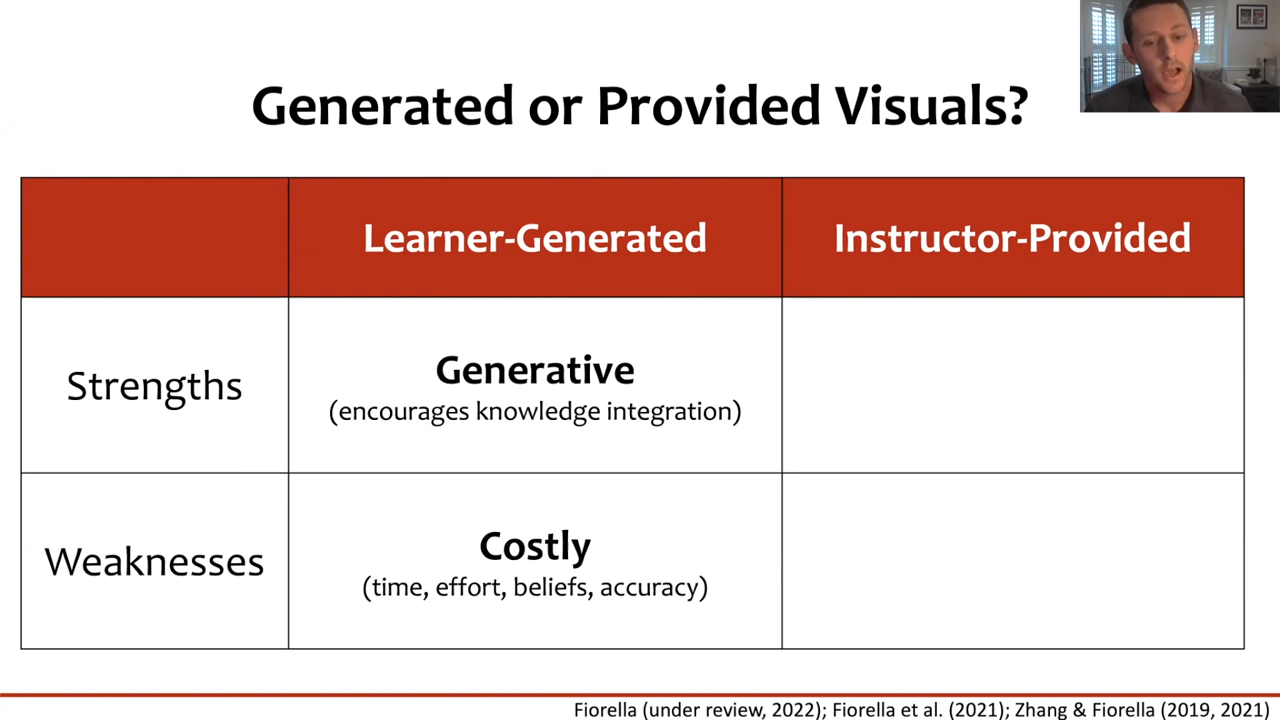 Generated or Provided Visuals?
Learner-Generated
Instructor-Provided
Strengths
Generative
(encourages knowledge integration)
Weaknesses
Costly
(time, effort, beliefs, accuracy)
Fiorella (under review, 2022); Fiorella et al. (2021); Zhang & Fiorella (2019, 2021)